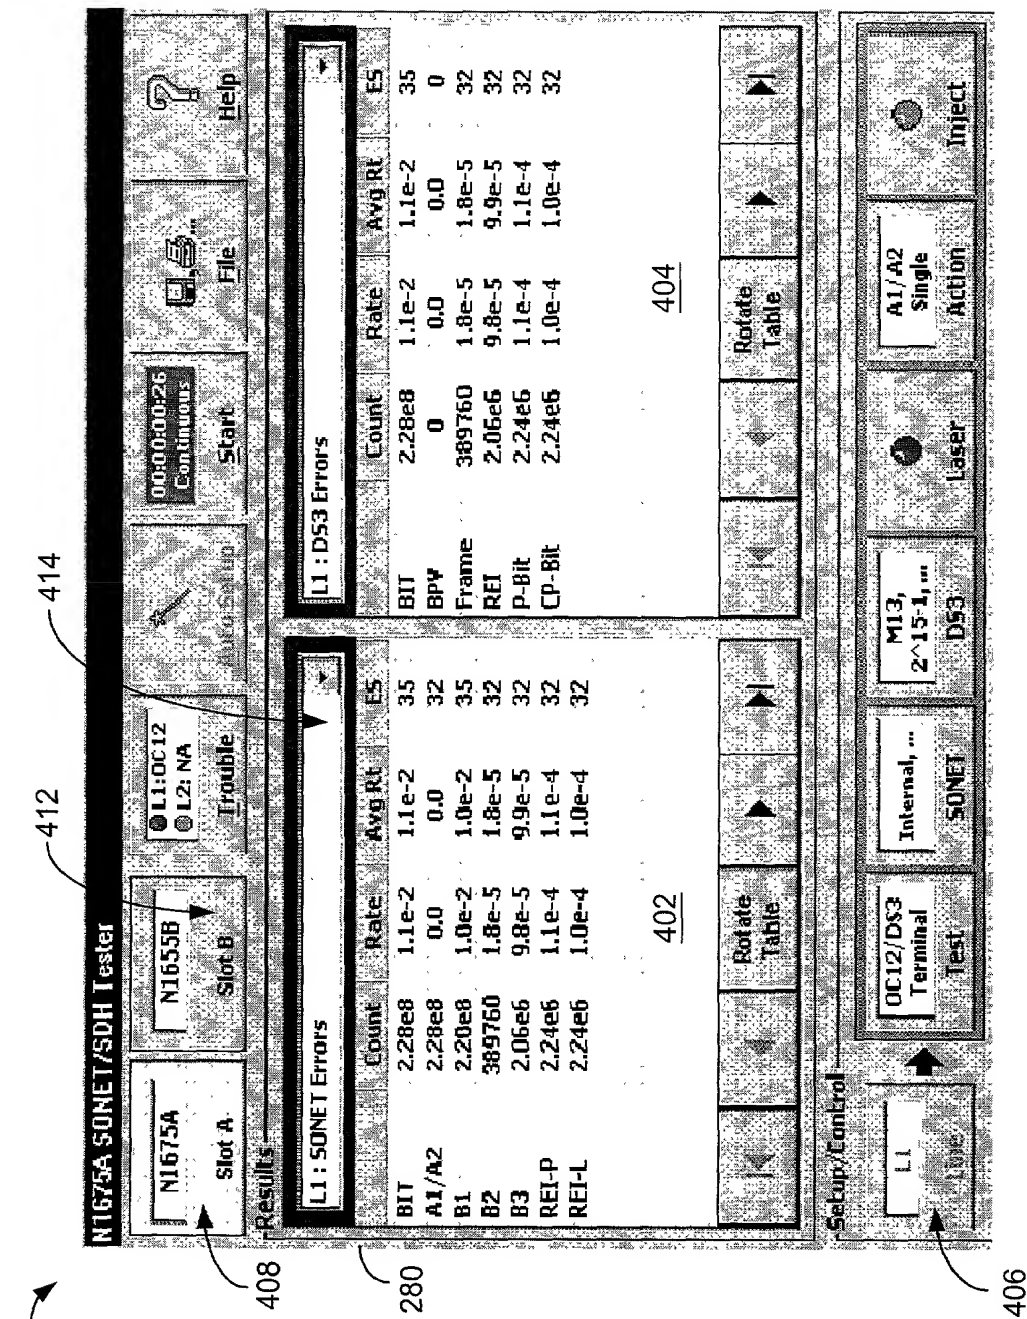 414
412
N1675A SONET/SDH Tester
N1675A
Slot A
N1655B
Slot B
L1:OC12
L2: NA
Trouble
Auto Setup
00:00:00:26
Continuous
Start
File
Help
408
Results
280
L1 : SONET Errors
Count Rate Avg Rt ES
BIT 2.28e8 1.1e-2 1.1e-2 35
A1/A2 2.28e8 0.0 0.0 32
B1 2.20e8 1.0e-2 1.0e-2 35
B2 389760 1.8e-5 1.8e-5 32
B3 2.06e6 9.8e-5 9.9e-5 32
REI-P 2.24e6 1.1e-4 1.1e-4 32
REI-L 2.24e6 1.0e-4 1.0e-4 32
402
Rotate
Table
L1 : DS3 Errors
Count Rate Avg Rt ES
BIT 2.28e8 1.1e-2 1.1e-2 35
BPV 0 0.0 0.0 0
Frame 389760 1.8e-5 1.8e-5 32
REI 2.06e6 9.8e-5 9.9e-5 32
P-Bit 2.24e6 1.1e-4 1.1e-4 32
CP-Bit 2.24e6 1.0e-4 1.0e-4 32
404
Rotate
Table
Setup/Control
L1
Line
OC12/DS3
Terminal
Test
Internal, ...
SONET
M13,
2^15-1, ...
DS3
Laser
A1/A2
Single
Action
Inject
406